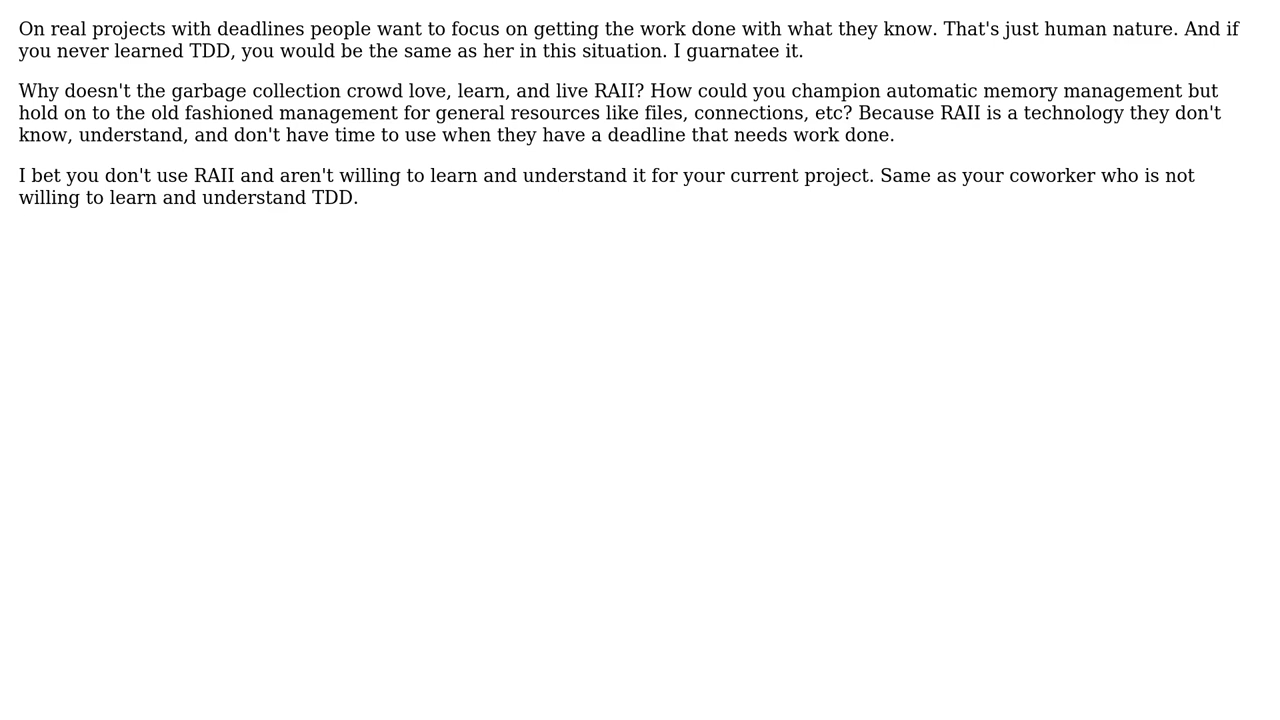 On real projects with deadlines people want to focus on getting the work done with what they know. That's just human nature. And if
you never learned TDD, you would be the same as her in this situation. I guarnatee it.
Why doesn't the garbage collection crowd love, learn, and live RAII? How could you champion automatic memory management but
hold on to the old fashioned management for general resources like files, connections, etc? Because RAII is a technology they don't
know, understand, and don't have time to use when they have a deadline that needs work done.
I bet you don't use RAII and aren't willing to learn and understand it for your current project. Same as your coworker who is not
willing to learn and understand TDD.